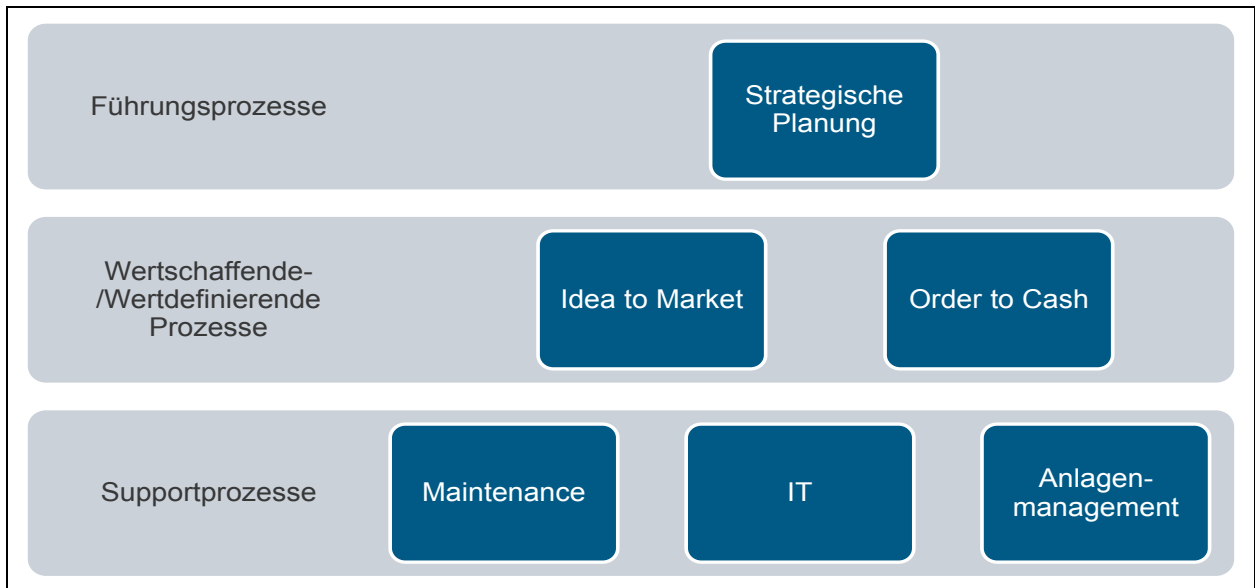 Führungsprozesse
Strategische
Planung
Wertschaffende-
/Wertdefinierende
Prozesse
Idea to Market
Order to Cash
Supportprozesse
Maintenance
IT
Anlagen-
management